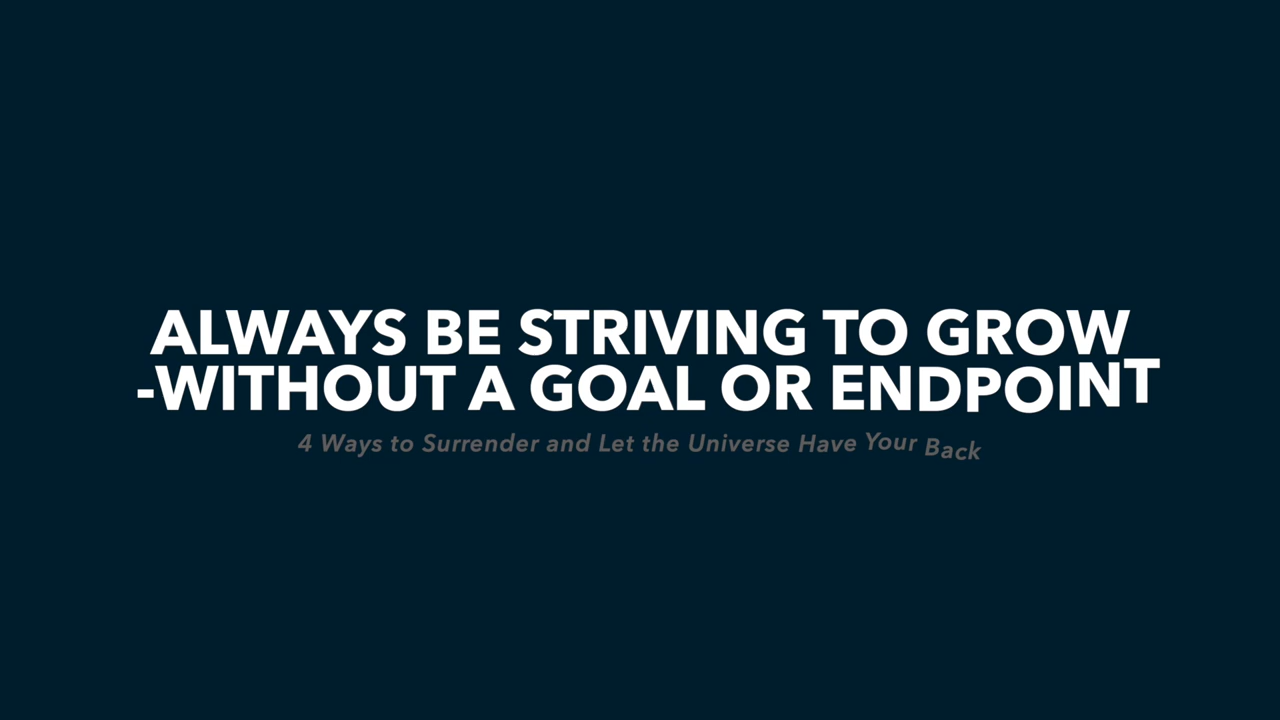 ALWAYS BE STRIVING TO GROW
-WITHOUT A GOAL OR ENDPOINT
4 Ways to Surrender and Let the Universe Have Your Back